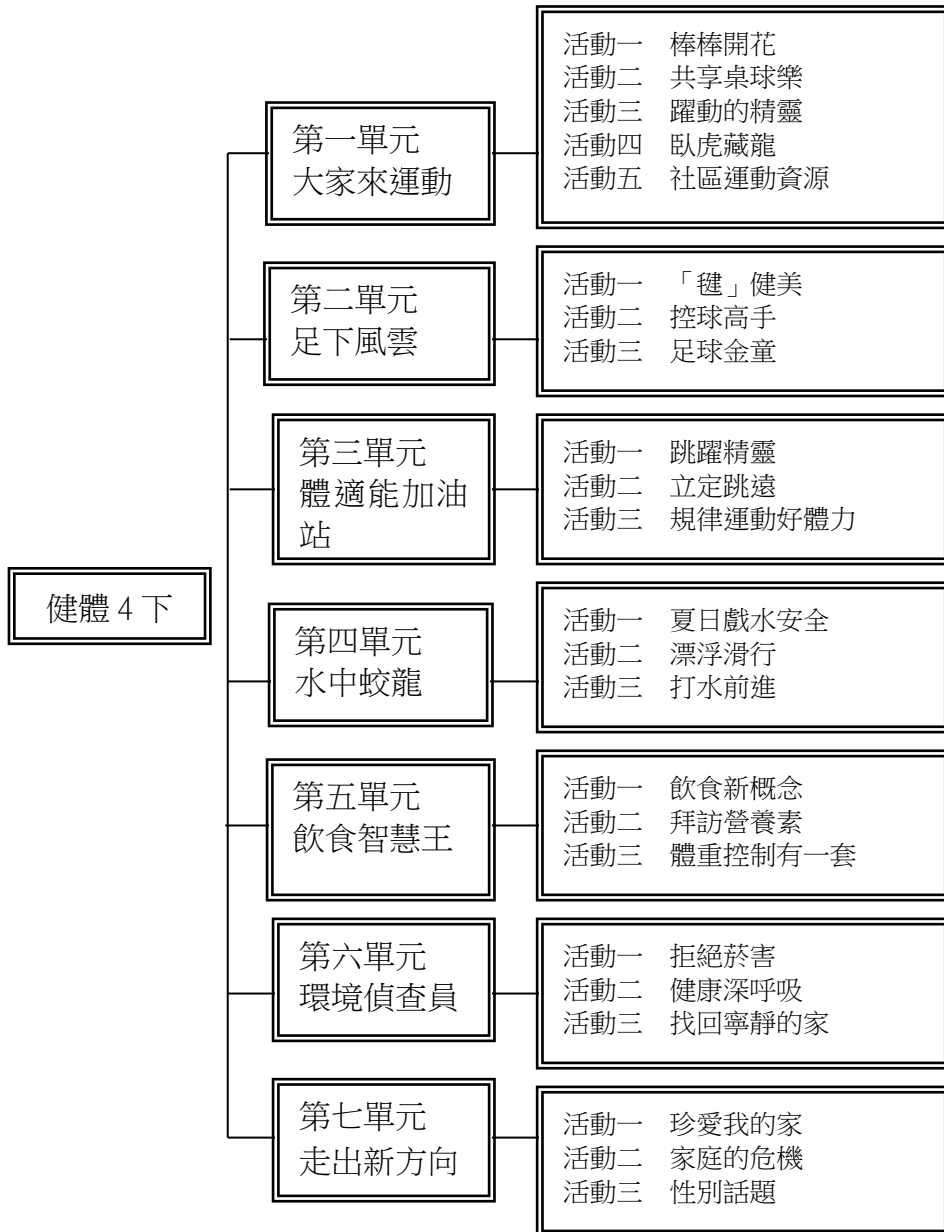 健體 4 下
第一單元
大家來運動
活動一　棒棒開花
活動二　共享桌球樂
活動三　躍動的精靈
活動四　臥虎藏龍
活動五　社區運動資源
第二單元
足下風雲
活動一　「毽」健美
活動二　控球高手
活動三　足球金童
第三單元
體適能加油
站
活動一　跳躍精靈
活動二　立定跳遠
活動三　規律運動好體力
第四單元
水中蛟龍
活動一　夏日戲水安全
活動二　漂浮滑行
活動三　打水前進
第五單元
飲食智慧王
活動一　飲食新概念
活動二　拜訪營養素
活動三　體重控制有一套
第六單元
環境偵查員
活動一　拒絕菸害
活動二　健康深呼吸
活動三　找回寧靜的家
第七單元
走出新方向
活動一　珍愛我的家
活動二　家庭的危機
活動三　性別話題